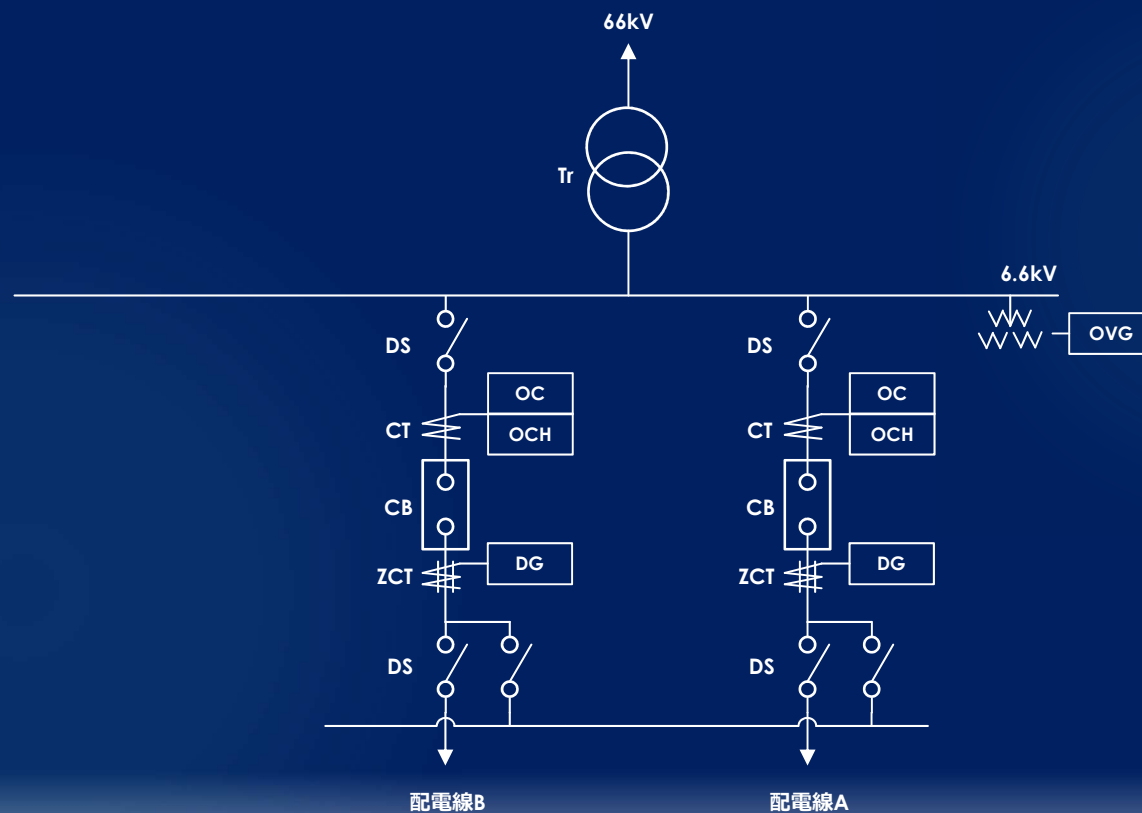 66kV
Tr
6.6kV
OVG
DS
DS
OC
OCH
OC
OCH
CT
CT
CB
CB
DG
DG
ZCT
ZCT
DS
DS
配電線B
配電線A